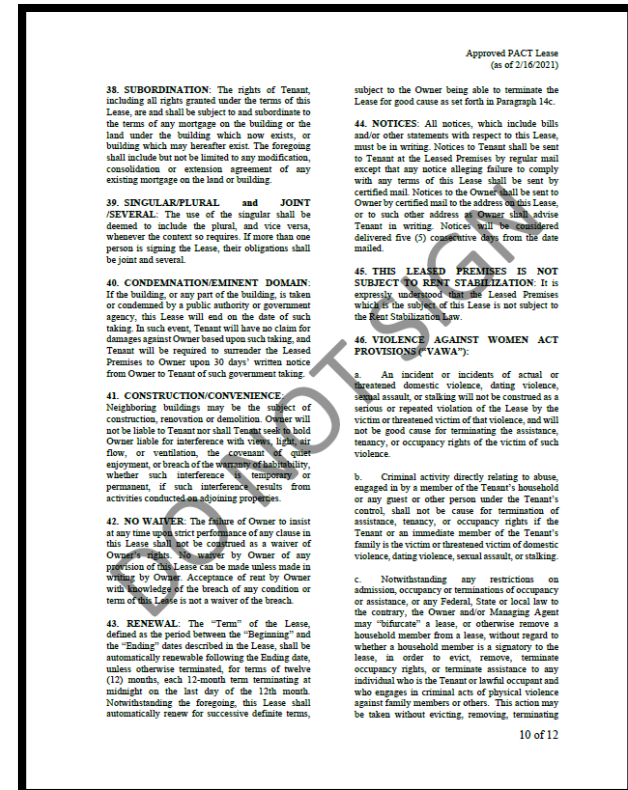 Approved PACT Lease
(as of 2/16/2021)
38. SUBORDINATION: The rights of Tenant,
including all rights granted under the terms of this
Lease, are and shall be subject to and subordinate to
the terms of any mortgage on the building or the
land under the building which now exists, or
building which may hereafter exist. The foregoing
shall include but not be limited to any modification,
consolidation or extension agreement of any
existing mortgage on the land or building.
39. SINGULAR/PLURAL and JOINT
/SEVERAL: The use of the singular shall be
deemed to include the plural, and vice versa,
whenever the context so requires. If more than one
person is signing the Lease, their obligations shall
be joint and several.
40. CONDEMNATION/EMINENT DOMAIN:
If the building, or any part of the building, is taken
or condemned by a public authority or government
agency, this Lease will end on the date of such
taking. In such event, Tenant will have no claim for
damages against Owner based upon such taking, and
Tenant will be required to surrender the Leased
Premises to Owner upon 30 days' written notice
from Owner to Tenant of such government taking.
41. CONSTRUCTION/CONVENIENCE:
Neighboring buildings may be the subject of
construction, renovation or demolition. Owner will
not be liable to Tenant nor shall Tenant seek to hold
Owner liable for interference with views, light, air
flow, or ventilation, the covenant of quiet
enjoyment, or breach of the warranty of habitability,
whether such interference is temporary or
permanent, if such interference results from
activities conducted on adjoining properties.
42. NO WAIVER: The failure of Owner to insist
at any time upon strict performance of any clause in
this Lease shall not be construed as a waiver of
Owner's rights. No waiver by Owner of any
provision of this Lease can be made unless made in
writing by Owner. Acceptance of rent by Owner
with knowledge of the breach of any condition or
term of this Lease is not a waiver of the breach.
43. RENEWAL: The “Term” of the Lease,
defined as the period between the “Beginning” and
the “Ending” dates described in the Lease, shall be
automatically renewable following the Ending date,
unless otherwise terminated, for terms of twelve
(12) months, each 12-month term terminating at
midnight on the last day of the 12th month.
Notwithstanding the foregoing, this Lease shall
automatically renew for successive definite terms,
subject to the Owner being able to terminate the
Lease for good cause as set forth in Paragraph 14c.
44. NOTICES: All notices, which include bills
and/or other statements with respect to this Lease,
must be in writing. Notices to Tenant shall be sent
to Tenant at the Leased Premises by regular mail
except that any notice alleging failure to comply
with any terms of this Lease shall be sent by
certified mail. Notices to the Owner shall be sent to
Owner by certified mail to the address on this Lease,
or to such other address as Owner shall advise
Tenant in writing. Notices will be considered
delivered five (5) consecutive days from the date
mailed.
45. THIS LEASED PREMISES IS NOT
SUBJECT TO RENT STABILIZATION: It is
expressly understood that the Leased Premises
which is the subject of this Lease is not subject to
the Rent Stabilization Law.
46. VIOLENCE AGAINST WOMEN ACT
PROVISIONS (“VAWA”):
a. An incident or incidents of actual or
threatened domestic violence, dating violence,
sexual assault, or stalking will not be construed as a
serious or repeated violation of the Lease by the
victim or threatened victim of that violence, and will
not be good cause for terminating the assistance,
tenancy, or occupancy rights of the victim of such
violence.
b. Criminal activity directly relating to abuse,
engaged in by a member of the Tenant's household
or any guest or other person under the Tenant's
control, shall not be cause for termination of
assistance, tenancy, or occupancy rights if the
Tenant or an immediate member of the Tenant's
family is the victim or threatened victim of domestic
violence, dating violence, sexual assault, or stalking.
c. Notwithstanding any restrictions on
admission, occupancy or terminations of occupancy
or assistance, or any Federal, State or local law to
the contrary, the Owner and/or Managing Agent
may “bifurcate” a lease, or otherwise remove a
household member from a lease, without regard to
whether a household member is a signatory to the
lease, in order to evict, remove, terminate
occupancy rights, or terminate assistance to any
individual who is the Tenant or lawful occupant and
who engages in criminal acts of physical violence
against family members or others. This action may
be taken without evicting, removing, terminating
10 of 12
DO NOT SIGN